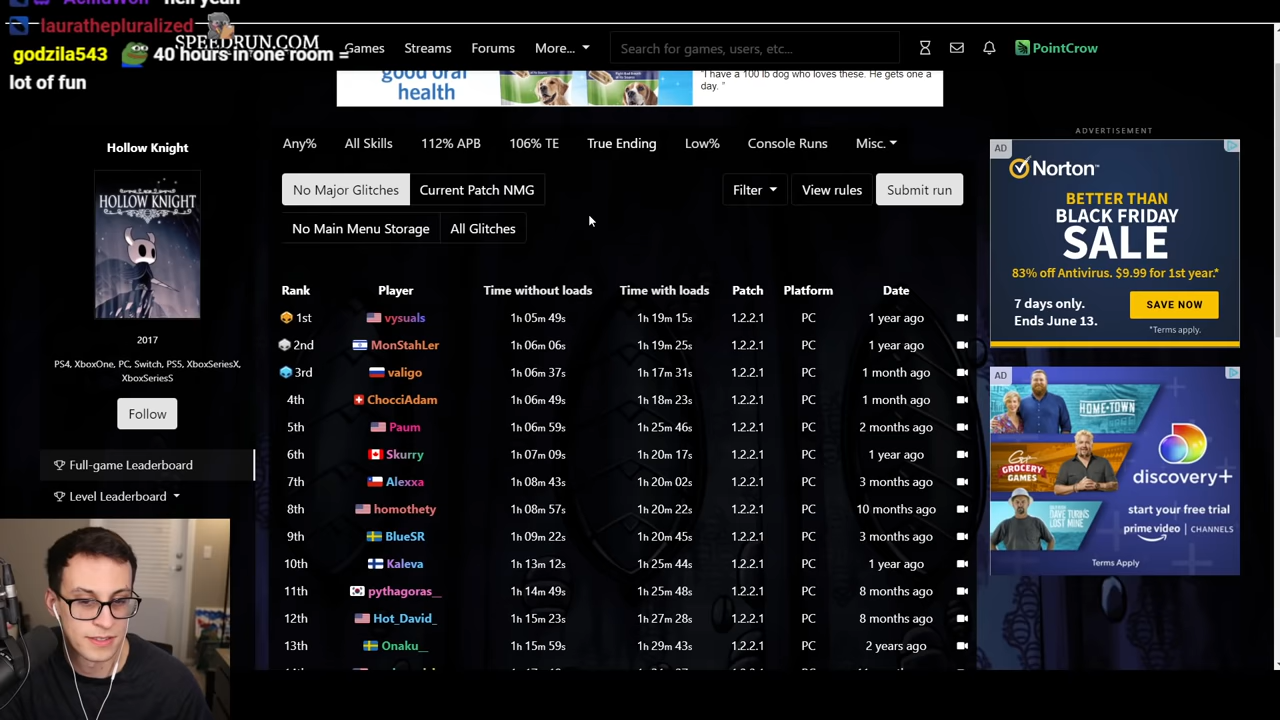 hell yeah
laurathepluralized
godzila543 40 hours in one room =
lot of fun
SPEEDRUN.COM
Games Streams Forums More... Search for games, users, etc... PointCrow
good oral
health
"I have a 100 lb dog who loves these. He gets one a
day. "
Hollow Knight
HOLLOW KNIGHT
2017
PS4, XboxOne, PC, Switch, PS5, XboxSeriesX,
XboxSeriesS
Follow
Full-game Leaderboard
Level Leaderboard
Any% All Skills 112% APB 106% TE True Ending Low% Console Runs Misc.
No Major Glitches Current Patch NMG Filter View rules Submit run
No Main Menu Storage All Glitches
Rank Player Time without loads Time with loads Patch Platform Date
1st vysuals 1h 05m 49s 1h 19m 15s 1.2.2.1 PC 1 year ago
2nd MonStahLer 1h 06m 06s 1h 19m 25s 1.2.2.1 PC 1 year ago
3rd valigo 1h 06m 37s 1h 17m 31s 1.2.2.1 PC 1 month ago
4th ChocciAdam 1h 06m 49s 1h 18m 23s 1.2.2.1 PC 1 month ago
5th Paum 1h 06m 59s 1h 25m 46s 1.2.2.1 PC 2 months ago
6th Skurry 1h 07m 09s 1h 20m 17s 1.2.2.1 PC 1 year ago
7th Alexxa 1h 08m 43s 1h 20m 02s 1.2.2.1 PC 3 months ago
8th homothety 1h 08m 57s 1h 20m 22s 1.2.2.1 PC 10 months ago
9th BlueSR 1h 09m 22s 1h 20m 45s 1.2.2.1 PC 3 months ago
10th Kaleva 1h 13m 12s 1h 25m 44s 1.2.2.1 PC 1 year ago
11th pythagoras__ 1h 14m 49s 1h 25m 48s 1.2.2.1 PC 8 months ago
12th Hot_David_ 1h 15m 23s 1h 27m 28s 1.2.2.1 PC 8 months ago
13th Onaku__ 1h 15m 59s 1h 29m 43s 1.2.2.1 PC 2 years ago
ADVERTISEMENT
AD
Norton
BETTER THAN
BLACK FRIDAY
SALE
83% off Antivirus. $9.99 for 1st year.*
7 days only.
Ends June 13.
SAVE NOW
*Terms apply.
AD
HOME·TOWN
GUY'S
GROCERY
GAMES
DAVE TURIN'S
LOST MINE
discovery+
start your free trial
prime video | CHANNELS
Terms Apply